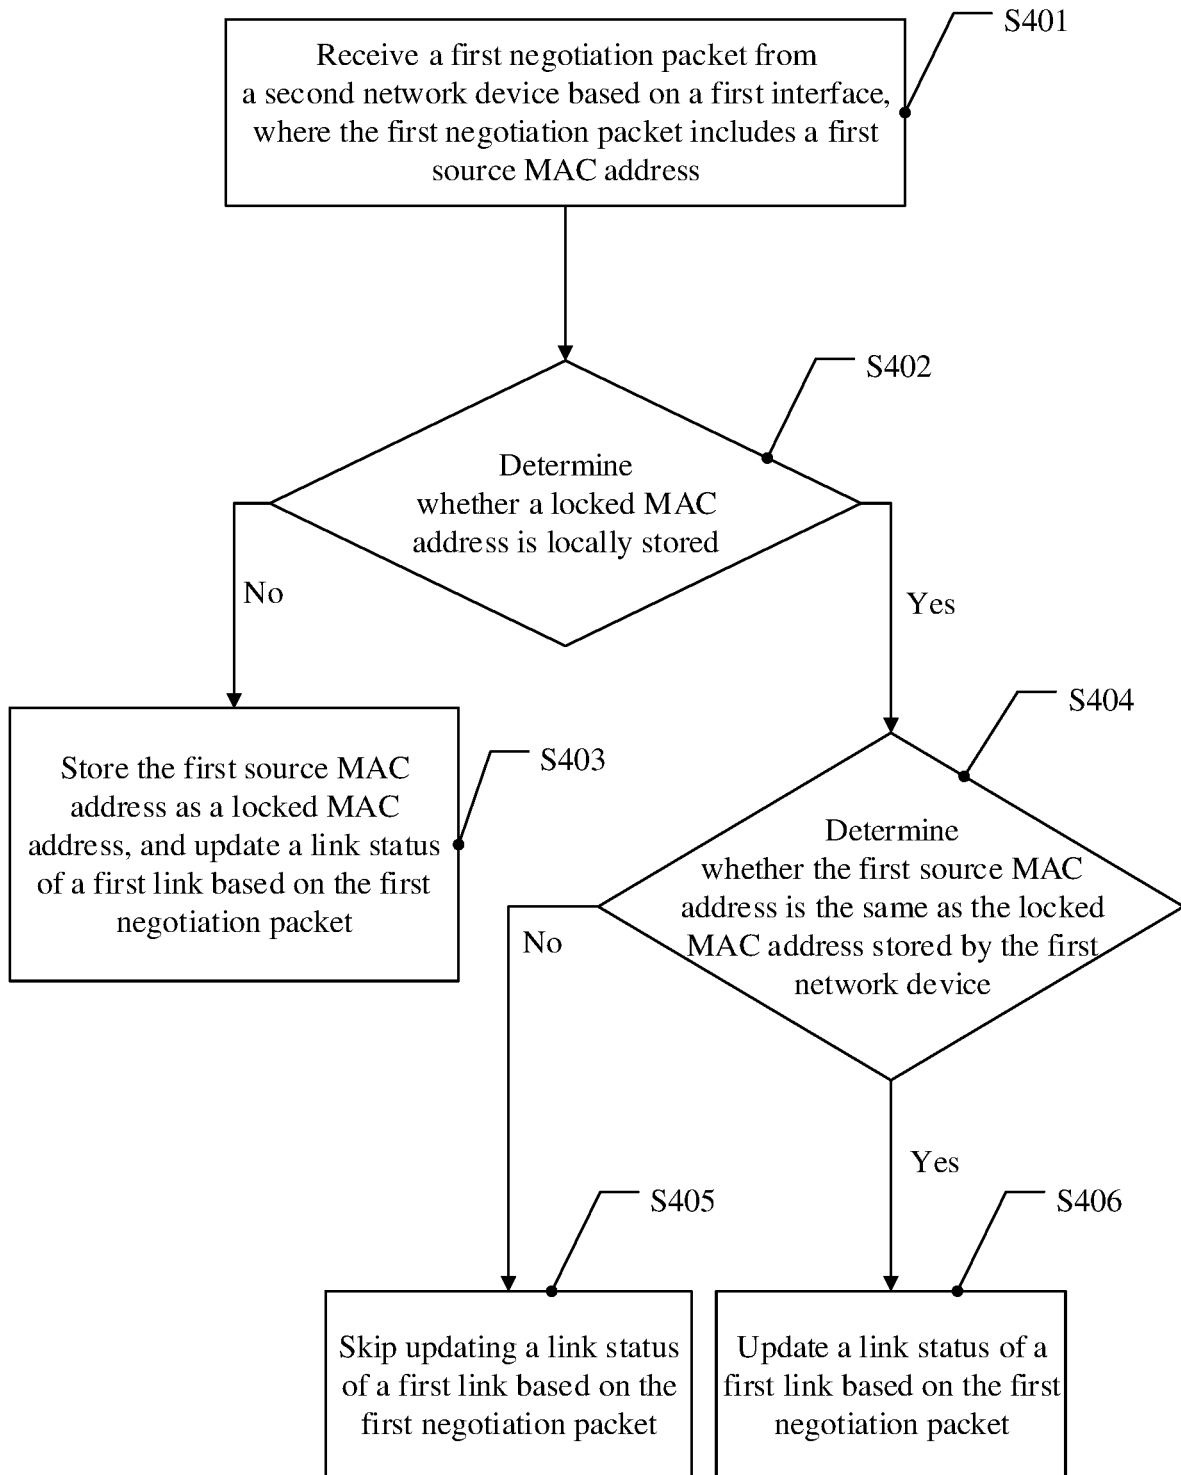 S401
Receive a first negotiation packet from
a second network device based on a first interface,
where the first negotiation packet includes a first
source MAC address
S402
Determine
whether a locked MAC
address is locally stored
No
Yes
S403
Store the first source MAC
address as a locked MAC
address, and update a link status
of a first link based on the first
negotiation packet
S404
Determine
whether the first source MAC
address is the same as the locked
MAC address stored by the first
network device
No
Yes
S405
Skip updating a link status
of a first link based on the
first negotiation packet
S406
Update a link status of a
first link based on the first
negotiation packet